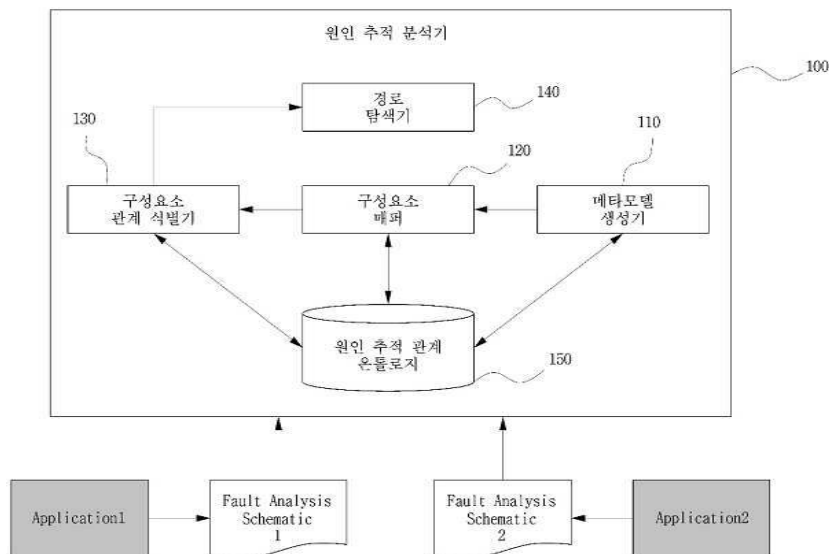 원인 추적 분석기
100
경로
탐색기
140
130
120
110
구성요소
관계 식별기
구성요소
매퍼
메타모델
생성기
원인 추적 관계
온톨로지
150
Application1
Fault Analysis
Schematic
1
Fault Analysis
Schematic
2
Application2